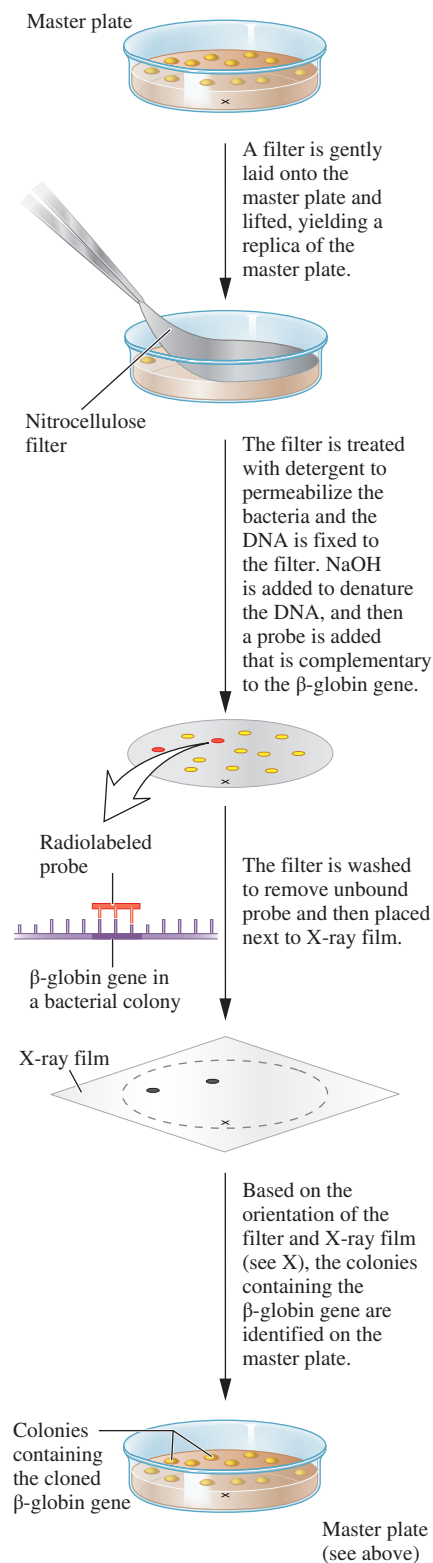 Master plate
×
A filter is gently
laid onto the
master plate and
lifted, yielding a
replica of the
master plate.
Nitrocellulose
filter
The filter is treated
with detergent to
permeabilize the
bacteria and the
DNA is fixed to
the filter. NaOH
is added to denature
the DNA, and then
a probe is added
that is complementary
to the β-globin gene.
×
Radiolabeled
probe
The filter is washed
to remove unbound
probe and then placed
next to X-ray film.
β-globin gene in
a bacterial colony
X-ray film
×
Based on the
orientation of the
filter and X-ray film
(see X), the colonies
containing the
β-globin gene are
identified on the
master plate.
Colonies
containing
the cloned
β-globin gene
×
Master plate
(see above)